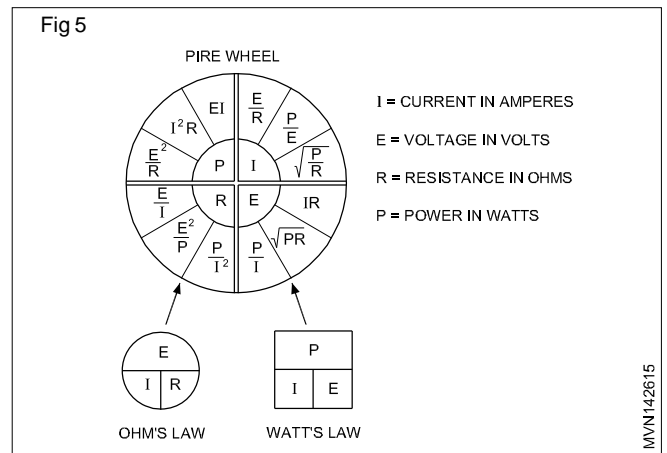 Fig 5
PIRE WHEEL
EI
I²R
E²/R
P
E/R
P/E
√(P/R)
I
E/I
E²/P
P/I²
R
IR
√PR
P/I
E
I = CURRENT IN AMPERES
E = VOLTAGE IN VOLTS
R = RESISTANCE IN OHMS
P = POWER IN WATTS
E
I R
OHM'S LAW
P
I E
WATT'S LAW
MVN142615